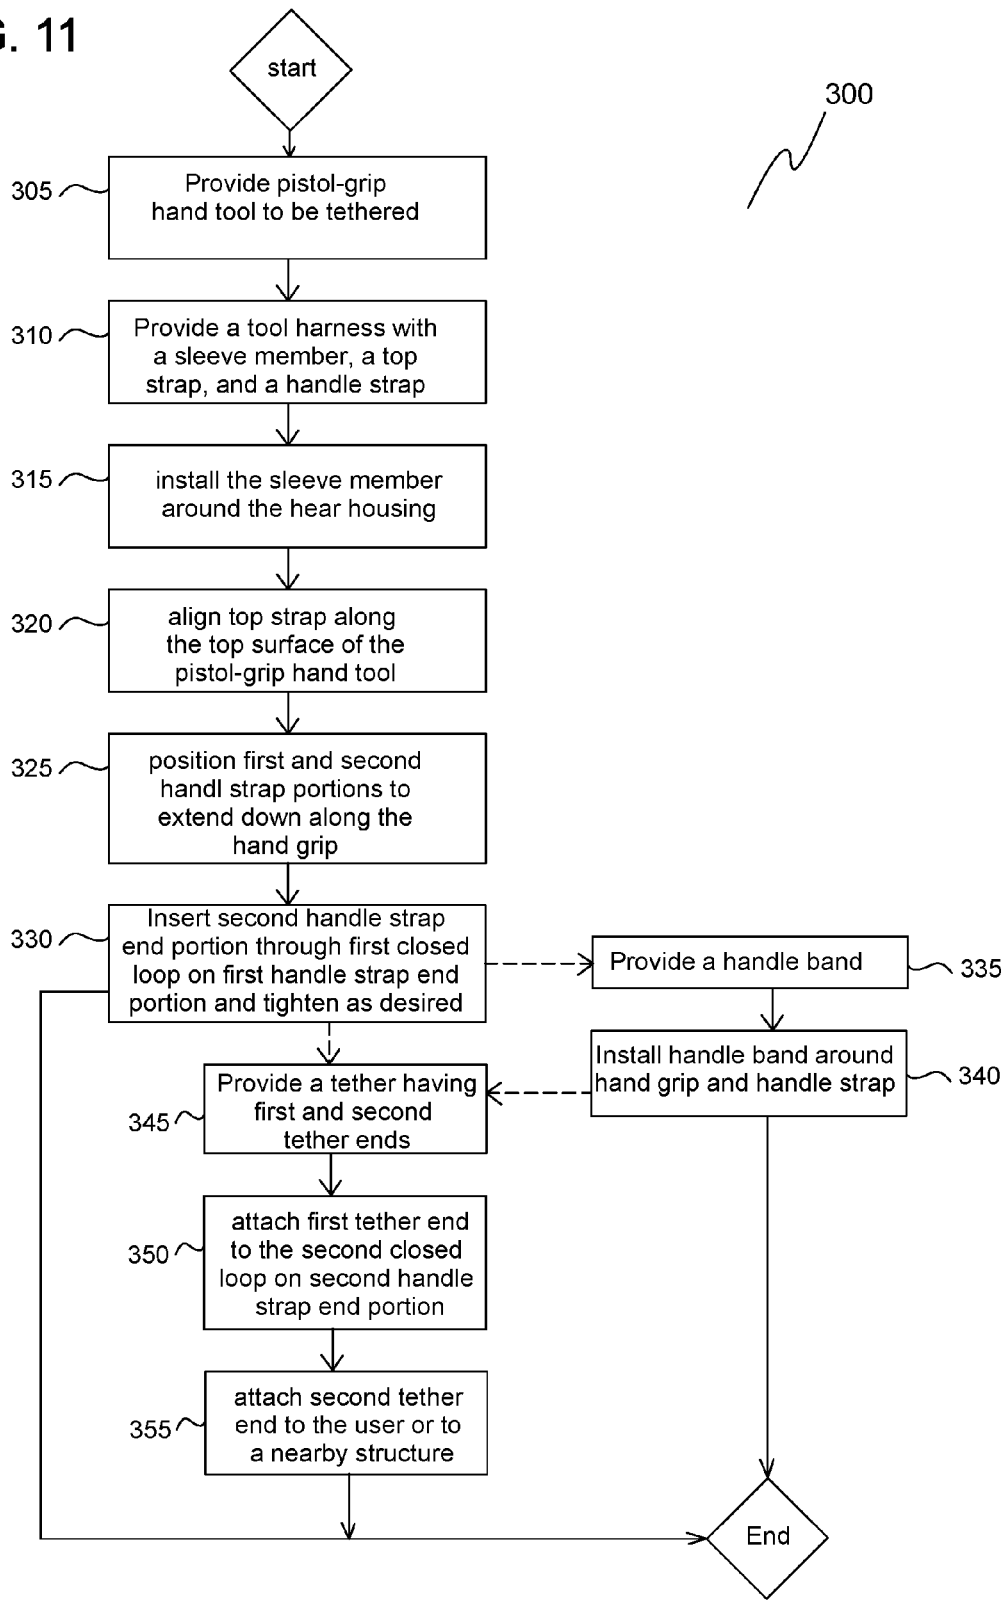 G. 11
start
300
305
Provide pistol-grip
hand tool to be tethered
310
Provide a tool harness with
a sleeve member, a top
strap, and a handle strap
315
install the sleeve member
around the hear housing
320
align top strap along
the top surface of the
pistol-grip hand tool
325
position first and second
handl strap portions to
extend down along the
hand grip
330
Insert second handle strap
end portion through first closed
loop on first handle strap end
portion and tighten as desired
Provide a handle band
335
Install handle band around
hand grip and handle strap
340
345
Provide a tether having
first and second
tether ends
350
attach first tether end
to the second closed
loop on second handle
strap end portion
355
attach second tether
end to the user or to
a nearby structure
End